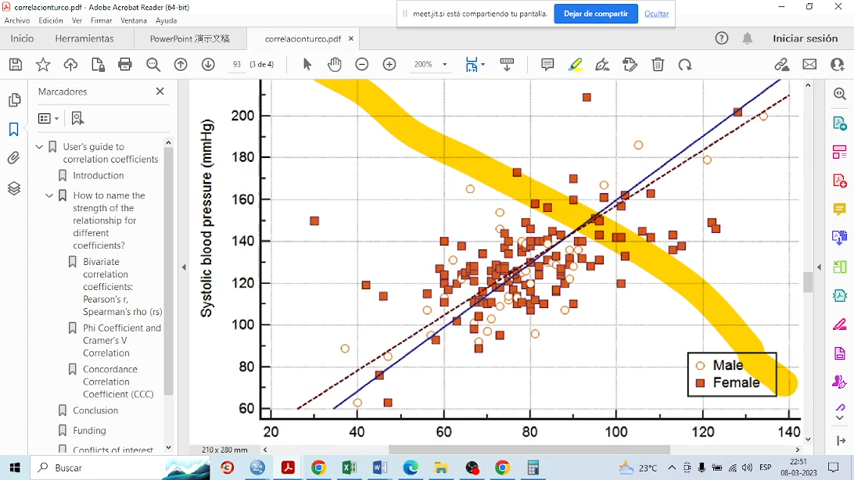 correlacionturco.pdf - Adobe Acrobat Reader (64-bit)
Archivo Edición Ver Firmar Ventana Ayuda
meet.jit.si está compartiendo tu pantalla.
Dejar de compartir
Ocultar
Inicio
Herramientas
PowerPoint 演示文稿
correlacionturco.pdf
Iniciar sesión
93 (3 de 4)
200%
Marcadores
User's guide to
correlation coefficients
Introduction
How to name the
strength of the
relationship for
different
coefficients?
Bivariate
correlation
coefficients:
Pearson's r,
Spearman's rho (rs)
Phi Coefficient and
Cramer's V
Correlation
Concordance
Correlation
Coefficient (CCC)
Conclusion
Funding
Conflicts of interest
Systolic blood pressure (mmHg)
200
180
160
140
120
100
80
60
20 40 60 80 100 120 140
Male
Female
210 x 280 mm
Buscar
23°C
ESP
22:51
08-03-2023